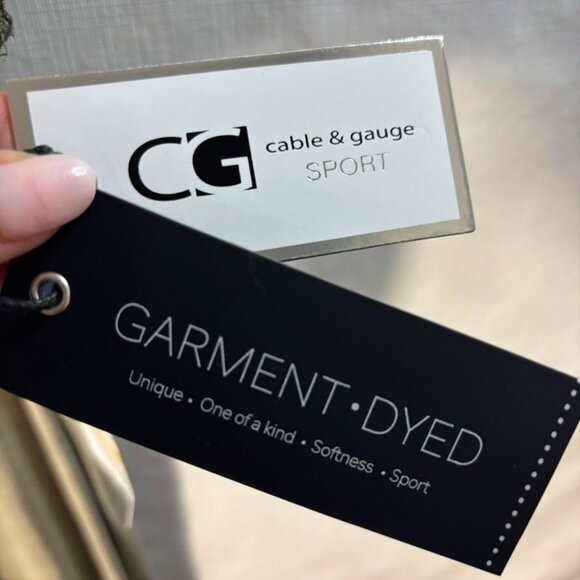 CG cable & gauge
SPORT
GARMENT • DYED
Unique • One of a kind • Softness • Sport